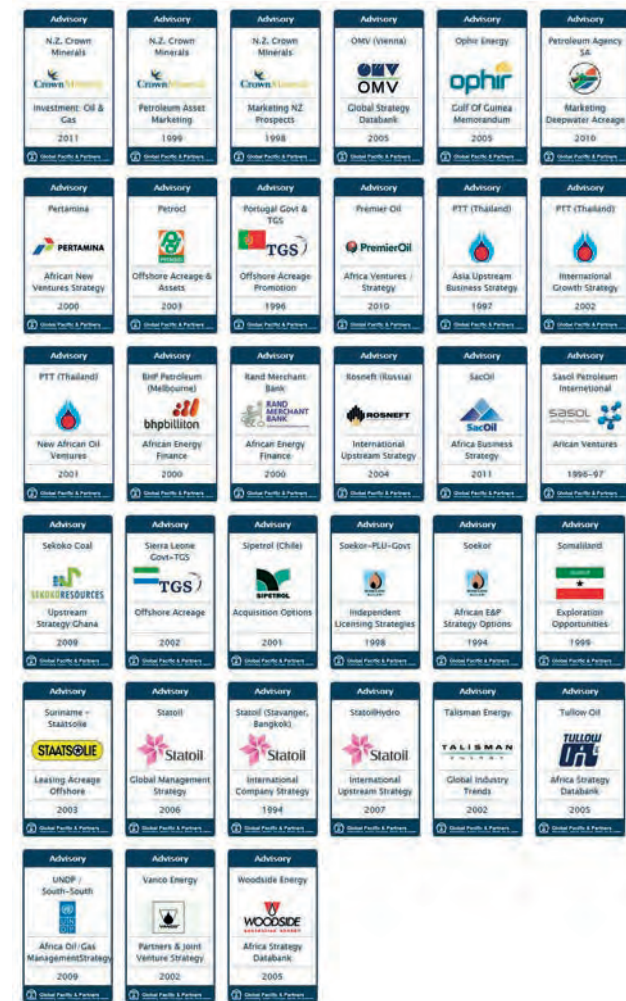 Advisory
N.Z. Crown
Minerals
CrownMinerals
Investment: Oil &
Gas
2011
Global Pacific & Partners
Advisory
N.Z. Crown
Minerals
CrownMinerals
Petroleum Asset
Marketing
1999
Global Pacific & Partners
Advisory
N.Z. Crown
Minerals
CrownMinerals
Marketing NZ
Prospects
1998
Global Pacific & Partners
Advisory
OMV (Vienna)
OMV
OMV
Global Strategy
Databank
2005
Global Pacific & Partners
Advisory
Ophir Energy
ophir
Gulf Of Guinea
Memorandum
2005
Global Pacific & Partners
Advisory
Petroleum Agency
SA
Marketing
Deepwater Acreage
2010
Global Pacific & Partners
Advisory
Pertamina
PERTAMINA
African New
Ventures Strategy
2000
Global Pacific & Partners
Advisory
Petroci
PETROCI
Offshore Acreage &
Assets
2003
Global Pacific & Partners
Advisory
Portugal Govt &
TGS
TGS
Offshore Acreage
Promotion
1996
Global Pacific & Partners
Advisory
Premier Oil
PremierOil
Africa Ventures /
Strategy
2010
Global Pacific & Partners
Advisory
PTT (Thailand)
Asia Upstream
Business Strategy
1997
Global Pacific & Partners
Advisory
PTT (Thailand)
International
Growth Strategy
2002
Global Pacific & Partners
Advisory
PTT (Thailand)
New African Oil
Ventures
2001
Global Pacific & Partners
Advisory
BHP Petroleum
(Melbourne)
bhpbilliton
African Energy
Finance
2000
Global Pacific & Partners
Advisory
Rand Merchant
Bank
RAND
MERCHANT
BANK
African Energy
Finance
2000
Global Pacific & Partners
Advisory
Rosneft (Russia)
ROSNEFT
International
Upstream Strategy
2004
Global Pacific & Partners
Advisory
SacOil
SacOil
Africa Business
Strategy
2011
Global Pacific & Partners
Advisory
Sasol Petroleum
International
sasol
Arican Ventures
1996-97
Global Pacific & Partners
Advisory
Sekoko Coal
SEKOKORESOURCES
Upstream
Strategy:Ghana
2009
Global Pacific & Partners
Advisory
Sierra Leone
Govt-TGS
TGS
Offshore Acreage
2002
Global Pacific & Partners
Advisory
Sipetrol (Chile)
SIPETROL
Acquisition Options
2001
Global Pacific & Partners
Advisory
Soekor-PLU-Govt
Independent
Licensing Strategies
1998
Global Pacific & Partners
Advisory
Soekor
African E&P
Strategy Options
1994
Global Pacific & Partners
Advisory
Somaliland
Exploration
Opportunities
1999
Global Pacific & Partners
Advisory
Suriname -
Staatsolie
STAATSOLIE
Leasing Acreage
Offshore
2003
Global Pacific & Partners
Advisory
Statoil
Statoil
Global Management
Strategy
2006
Global Pacific & Partners
Advisory
Statoil (Stavanger,
Bangkok)
Statoil
International
Company Strategy
1994
Global Pacific & Partners
Advisory
StatoilHydro
Statoil
International
Upstream Strategy
2007
Global Pacific & Partners
Advisory
Talisman Energy
TALISMAN
ENERGY
Global Industry
Trends
2002
Global Pacific & Partners
Advisory
Tullow Oil
TULLOW
Oil
Africa Strategy
Databank
2005
Global Pacific & Partners
Advisory
UNDP /
South-South
Africa Oil/Gas
ManagementStrategy
2009
Global Pacific & Partners
Advisory
Vanco Energy
Partners & Joint
Venture Strategy
2002
Global Pacific & Partners
Advisory
Woodside Energy
WOODSIDE
AUSTRALIAN ENERGY
Africa Strategy
Databank
2005
Global Pacific & Partners